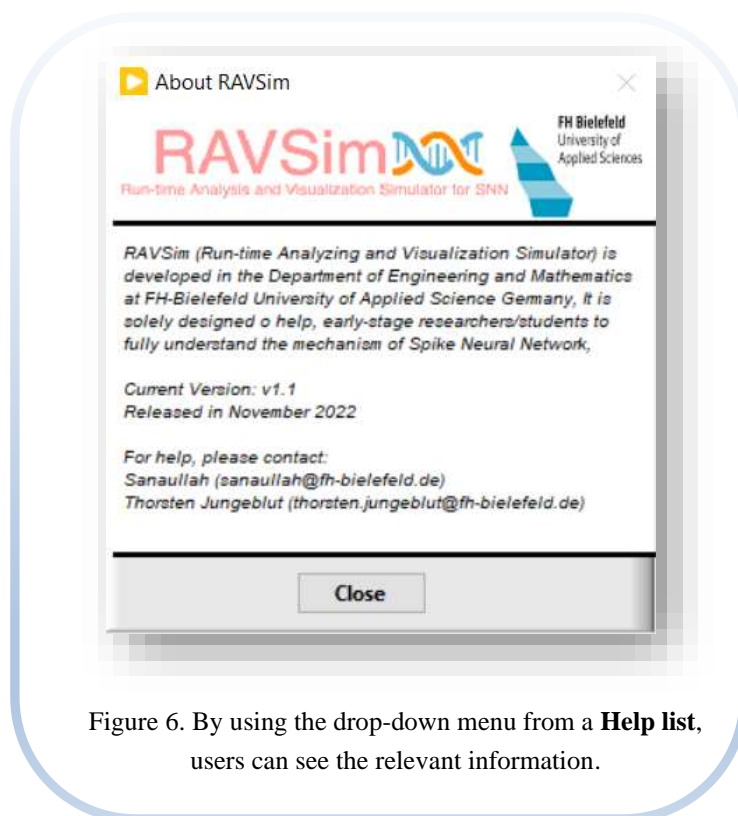 About RAVSim
RAVSim
Run-time Analysis and Visualization Simulator for SNN
FH Bielefeld
University of
Applied Sciences
RAVSim (Run-time Analyzing and Visualization Simulator) is
developed in the Department of Engineering and Mathematics
at FH-Bielefeld University of Applied Science Germany, It is
solely designed o help, early-stage researchers/students to
fully understand the mechanism of Spike Neural Network,
Current Version: v1.1
Released in November 2022
For help, please contact:
Sanaullah (sanaullah@fh-bielefeld.de)
Thorsten Jungeblut (thorsten.jungeblut@fh-bielefeld.de)
Close
Figure 6. By using the drop-down menu from a Help list,
users can see the relevant information.